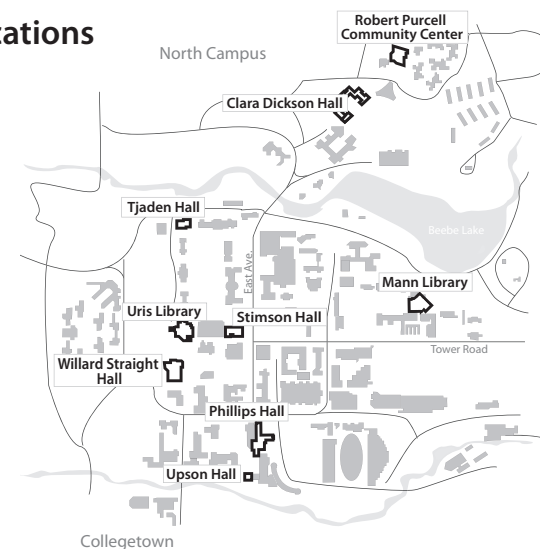 ations
Robert Purcell
Community Center
North Campus
Clara Dickson Hall
Tjaden Hall
Beebe Lake
East Ave.
Mann Library
Uris Library
Stimson Hall
Tower Road
Willard Straight
Hall
Phillips Hall
Upson Hall
Collegetown